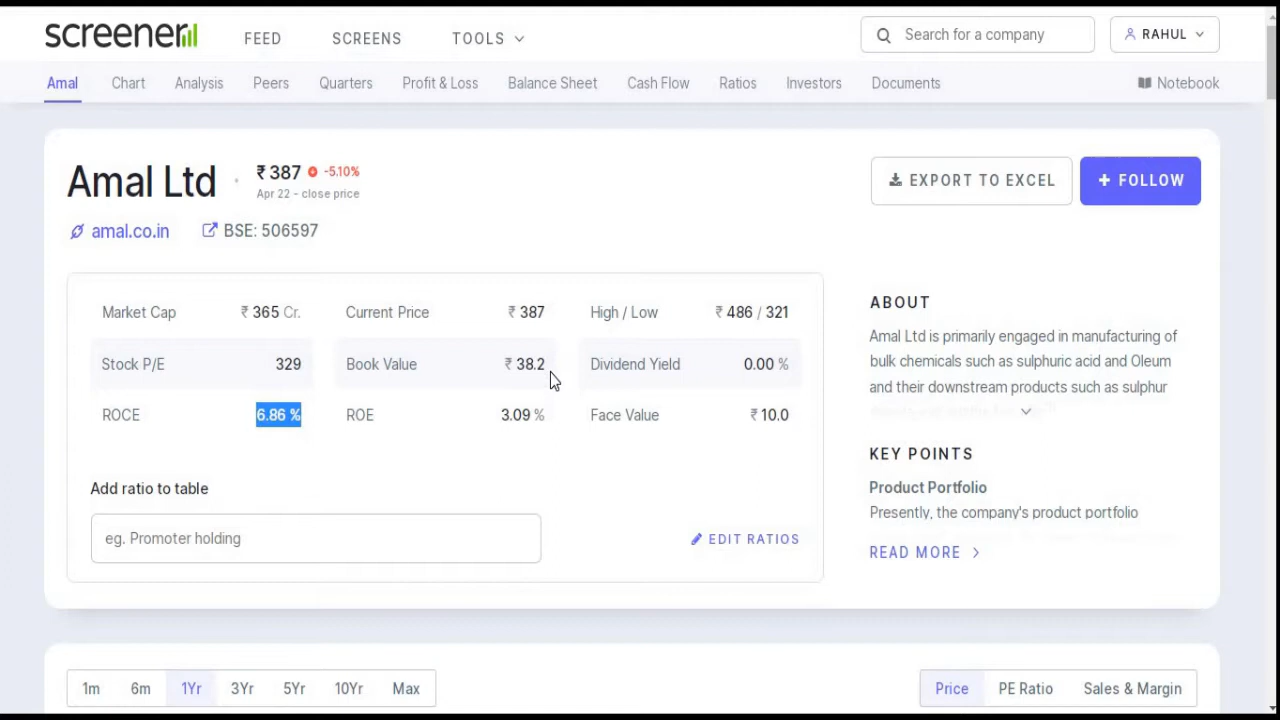 screener
FEED SCREENS TOOLS
Search for a company
RAHUL
Amal Chart Analysis Peers Quarters Profit & Loss Balance Sheet Cash Flow Ratios Investors Documents Notebook
Amal Ltd
₹ 387 -5.10%
Apr 22 - close price
EXPORT TO EXCEL
+ FOLLOW
amal.co.in BSE: 506597
Market Cap ₹ 365 Cr. Current Price ₹ 387 High / Low ₹ 486 / 321
Stock P/E 329 Book Value ₹ 38.2 Dividend Yield 0.00 %
ROCE 6.86 % ROE 3.09 % Face Value ₹ 10.0
Add ratio to table
eg. Promoter holding
EDIT RATIOS
ABOUT
Amal Ltd is primarily engaged in manufacturing of
bulk chemicals such as sulphuric acid and Oleum
and their downstream products such as sulphur
KEY POINTS
Product Portfolio
Presently, the company's product portfolio
READ MORE
1m 6m 1Yr 3Yr 5Yr 10Yr Max
Price PE Ratio Sales & Margin